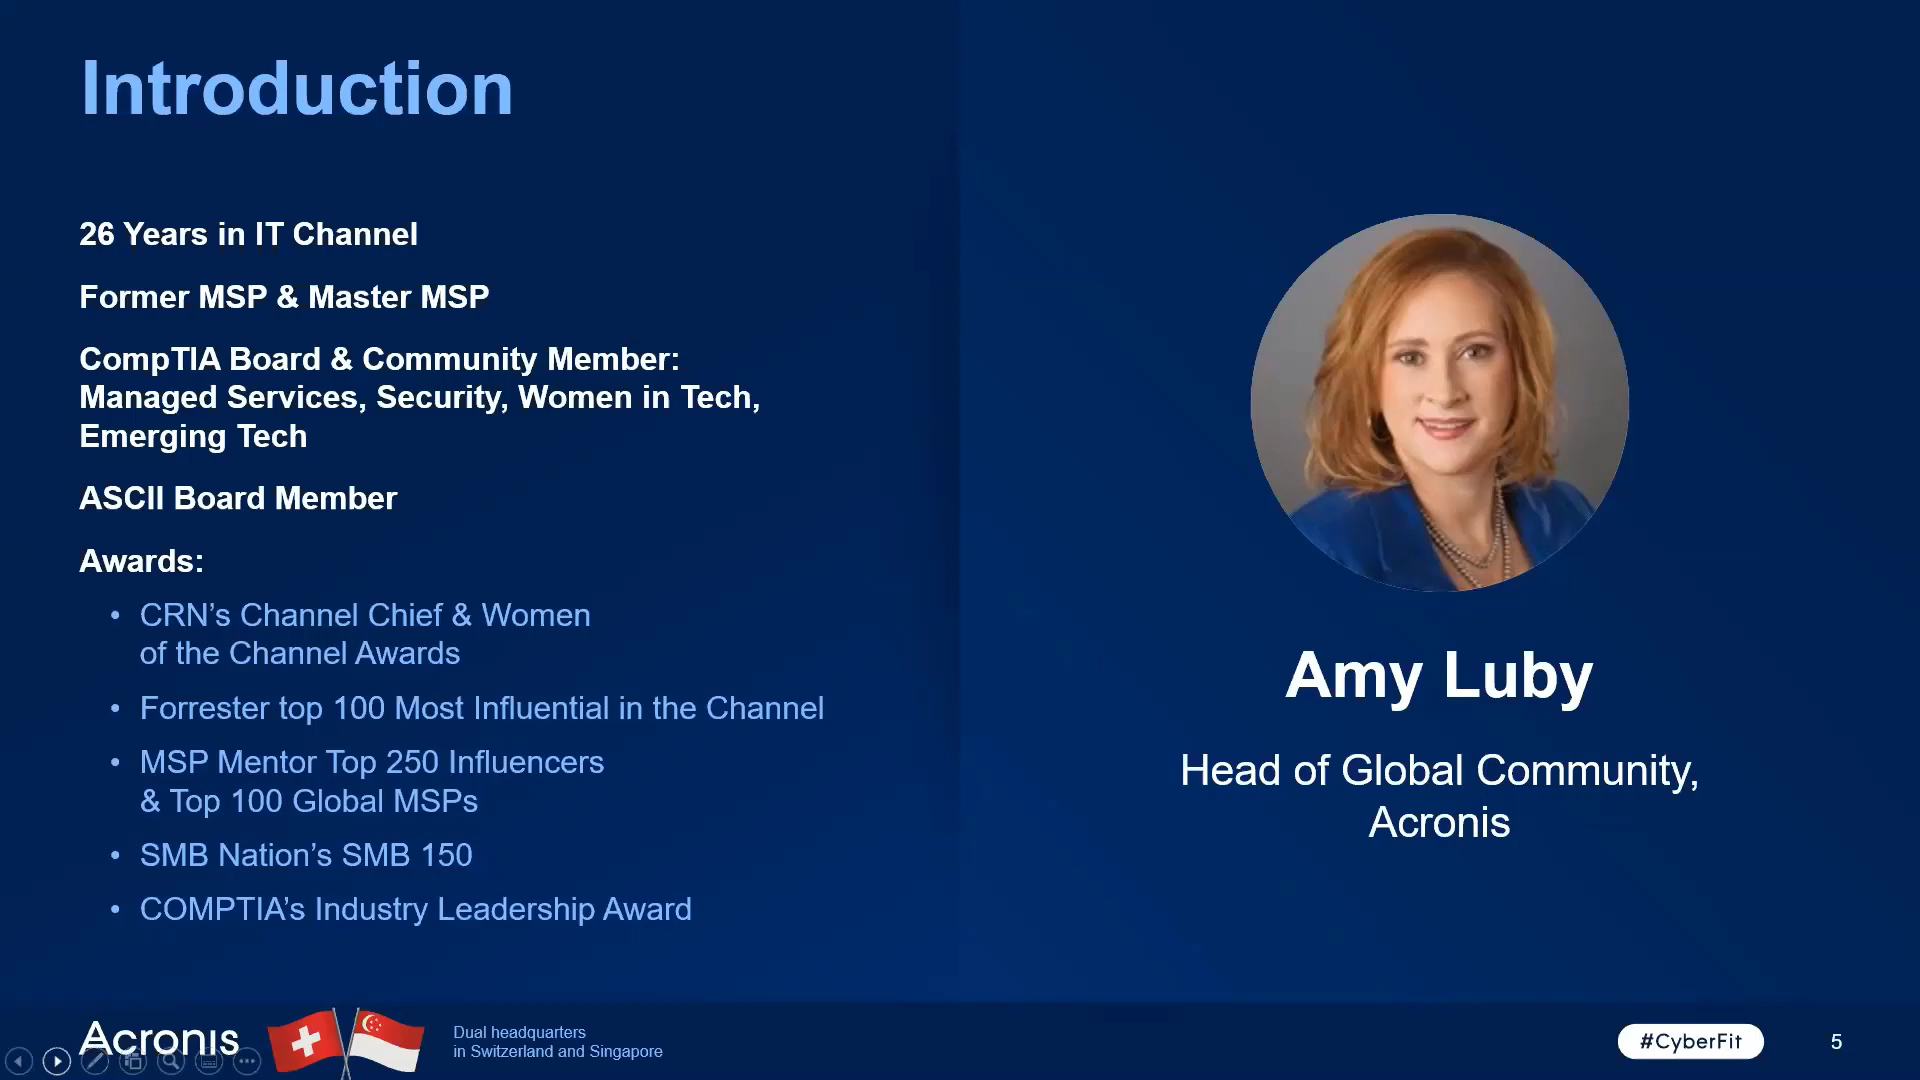 Introduction
26 Years in IT Channel
Former MSP & Master MSP
CompTIA Board & Community Member:
Managed Services, Security, Women in Tech,
Emerging Tech
ASCII Board Member
Awards:
• CRN’s Channel Chief & Women
of the Channel Awards
• Forrester top 100 Most Influential in the Channel
• MSP Mentor Top 250 Influencers
& Top 100 Global MSPs
• SMB Nation’s SMB 150
• COMPTIA’s Industry Leadership Award
Amy Luby
Head of Global Community,
Acronis
Acronis
Dual headquarters
in Switzerland and Singapore
#CyberFit
5